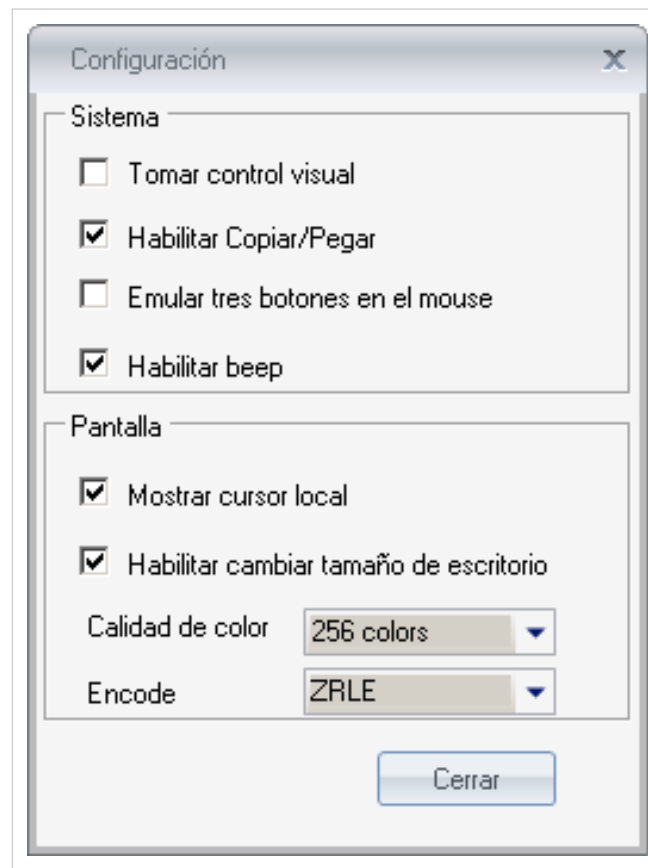 Configuración
Sistema
Tomar control visual
Habilitar Copiar/Pegar
Emular tres botones en el mouse
Habilitar beep
Pantalla
Mostrar cursor local
Habilitar cambiar tamaño de escritorio
Calidad de color 256 colors
Encode ZRLE
Cerrar